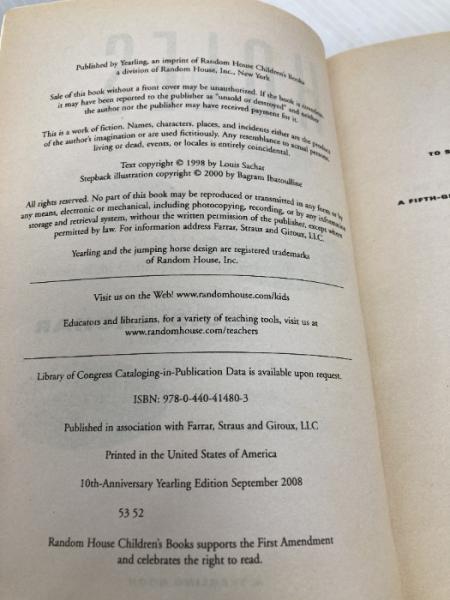 Published by Yearling, an imprint of Random House Children's Books
a division of Random House, Inc., New York
Sale of this book without a front cover may be unauthorized. If the book is coverless,
it may have been reported to the publisher as "unsold or destroyed" and neither
the author nor the publisher may have received payment for it.
This is a work of fiction. Names, characters, places, and incidents either are the product
of the author's imagination or are used fictitiously. Any resemblance to actual persons,
living or dead, events, or locales is entirely coincidental.
Text copyright © 1998 by Louis Sachar
Stepback illustration copyright © 2000 by Bagram Ibatoulline
All rights reserved. No part of this book may be reproduced or transmitted in any form or by
any means, electronic or mechanical, including photocopying, recording, or by any information
storage and retrieval system, without the written permission of the publisher, except where
permitted by law. For information address Farrar, Straus and Giroux, LLC.
Yearling and the jumping horse design are registered trademarks
of Random House, Inc.
Visit us on the Web! www.randomhouse.com/kids
Educators and librarians, for a variety of teaching tools, visit us at
www.randomhouse.com/teachers
Library of Congress Cataloging-in-Publication Data is available upon request.
ISBN: 978-0-440-41480-3
Published in association with Farrar, Straus and Giroux, LLC
Printed in the United States of America
10th-Anniversary Yearling Edition September 2008
53 52
Random House Children's Books supports the First Amendment
and celebrates the right to read.
TO S
A FIFTH-G